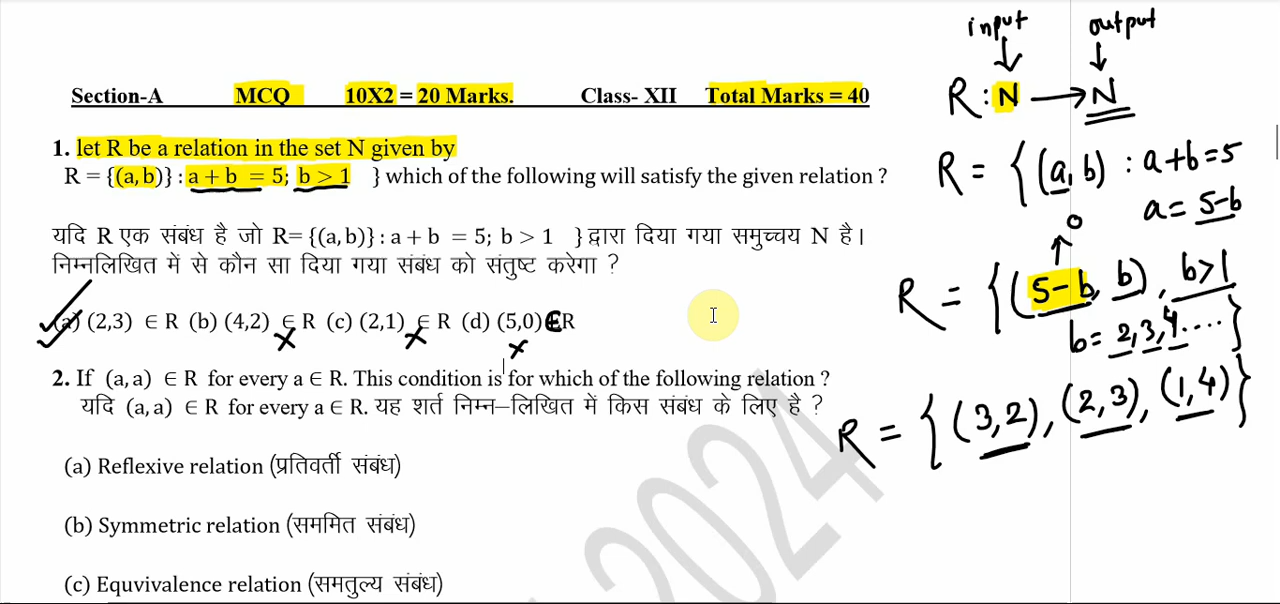 Section-A MCQ 10X2 = 20 Marks. Class- XII Total Marks = 40
1. let R be a relation in the set N given by
R = {(a, b)} : a + b = 5; b > 1 } which of the following will satisfy the given relation ?
यदि R एक संबंध है जो R= {(a, b)} : a + b = 5; b > 1 } द्वारा दिया गया समुच्चय N है।
निम्नलिखित में से कौन सा दिया गया संबंध को संतुष्ट करेगा ?
(a) (2,3) ∈ R (b) (4,2) ∈ R (c) (2,1) ∈ R (d) (5,0) ∈ R
2. If (a, a) ∈ R for every a ∈ R. This condition is for which of the following relation ?
यदि (a, a) ∈ R for every a ∈ R. यह शर्त निम्न–लिखित में किस संबंध के लिए है ?
(a) Reflexive relation (प्रतिवर्ती संबंध)
(b) Symmetric relation (सममित संबंध)
(c) Equvivalence relation (समतुल्य संबंध)
input output
R : N → N
R = { (a, b) : a+b=5
a = 5-b
0
R = { (5-b, b), b>1
b= 2,3,4.... }
R = { (3,2), (2,3), (1,4) }
2024